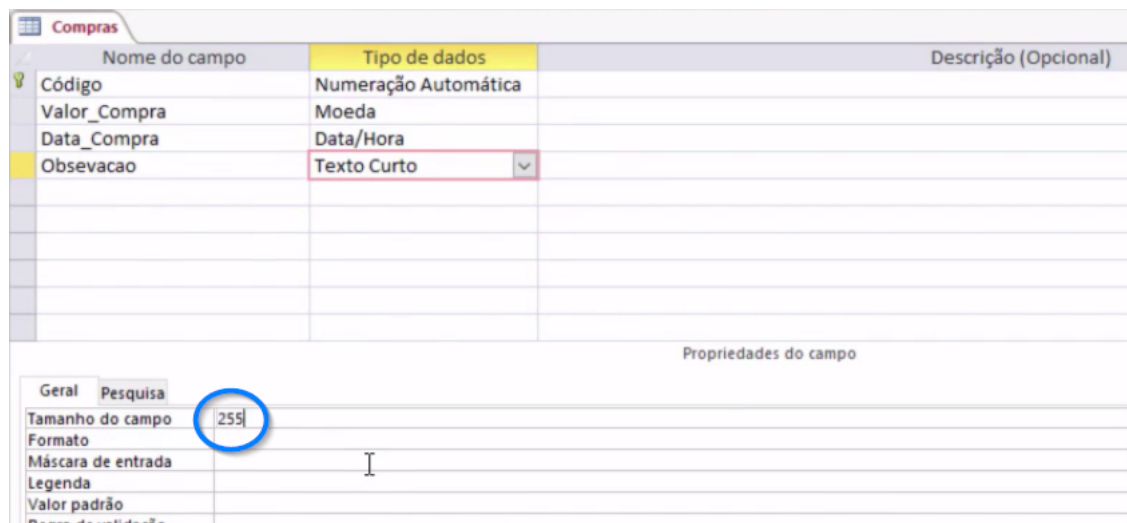 Compras
Nome do campo Tipo de dados Descrição (Opcional)
Código Numeração Automática
Valor_Compra Moeda
Data_Compra Data/Hora
Obsevacao Texto Curto
Propriedades do campo
Geral Pesquisa
Tamanho do campo 255
Formato
Máscara de entrada
Legenda
Valor padrão